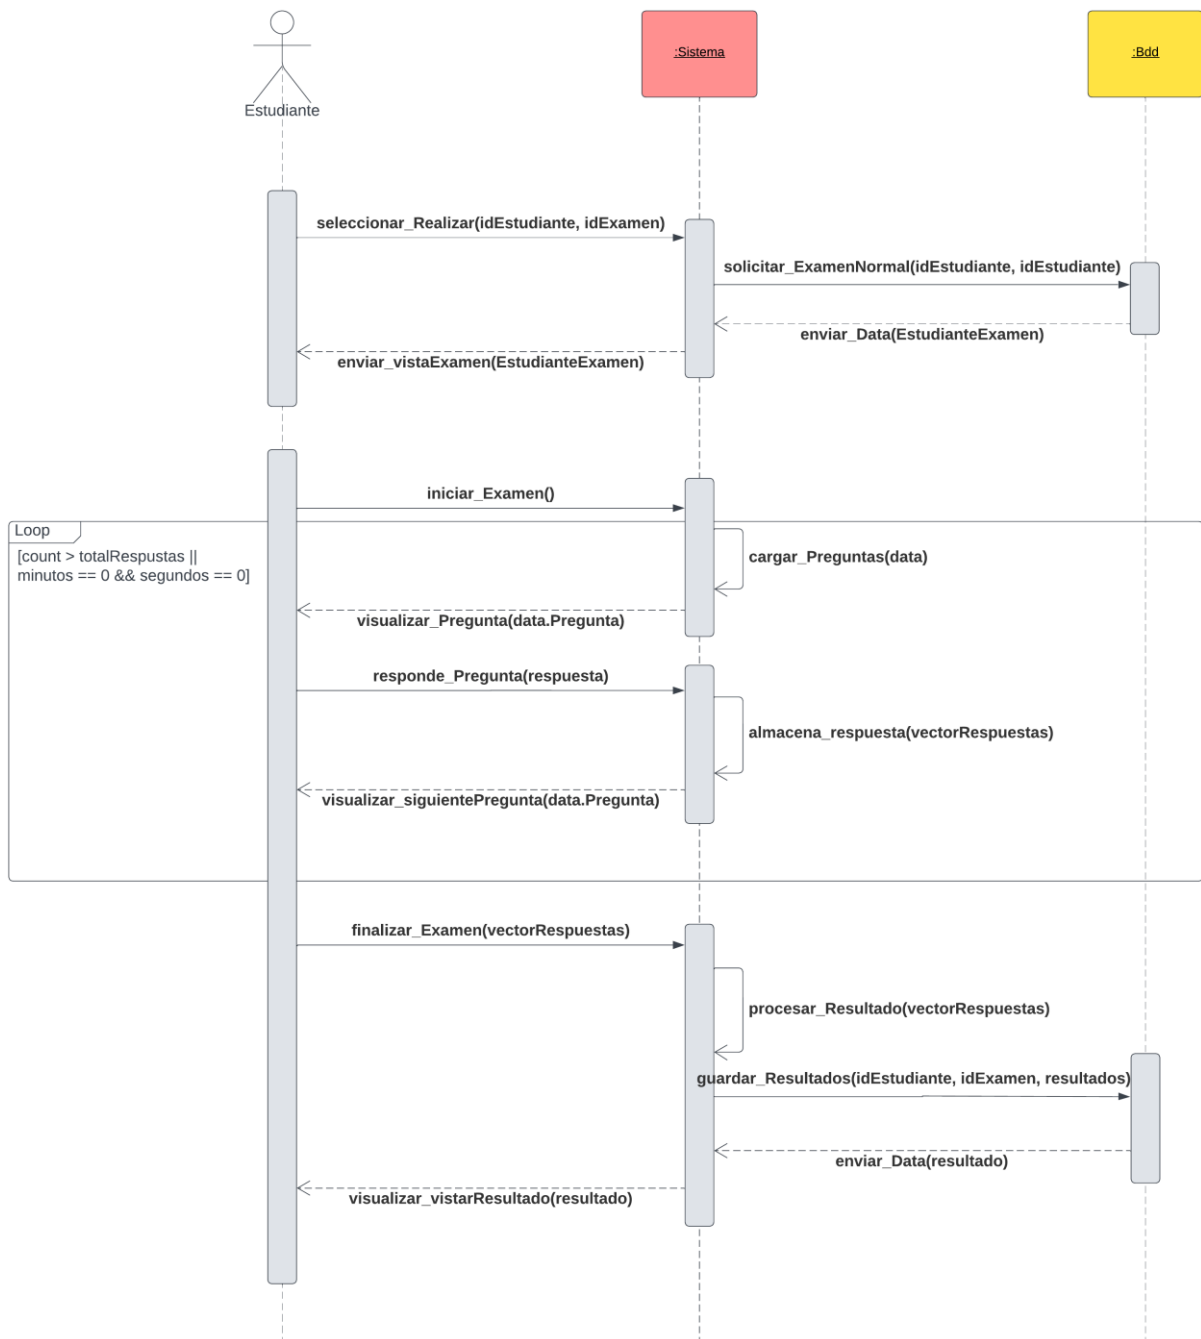 Estudiante
:Sistema
:Bdd
seleccionar_Realizar(idEstudiante, idExamen)
solicitar_ExamenNormal(idEstudiante, idEstudiante)
enviar_Data(EstudianteExamen)
enviar_vistaExamen(EstudianteExamen)
iniciar_Examen()
Loop
[count > totalRespustas ||
minutos == 0 && segundos == 0]
cargar_Preguntas(data)
visualizar_Pregunta(data.Pregunta)
responde_Pregunta(respuesta)
almacena_respuesta(vectorRespuestas)
visualizar_siguientePregunta(data.Pregunta)
finalizar_Examen(vectorRespuestas)
procesar_Resultado(vectorRespuestas)
guardar_Resultados(idEstudiante, idExamen, resultados)
enviar_Data(resultado)
visualizar_vistarResultado(resultado)